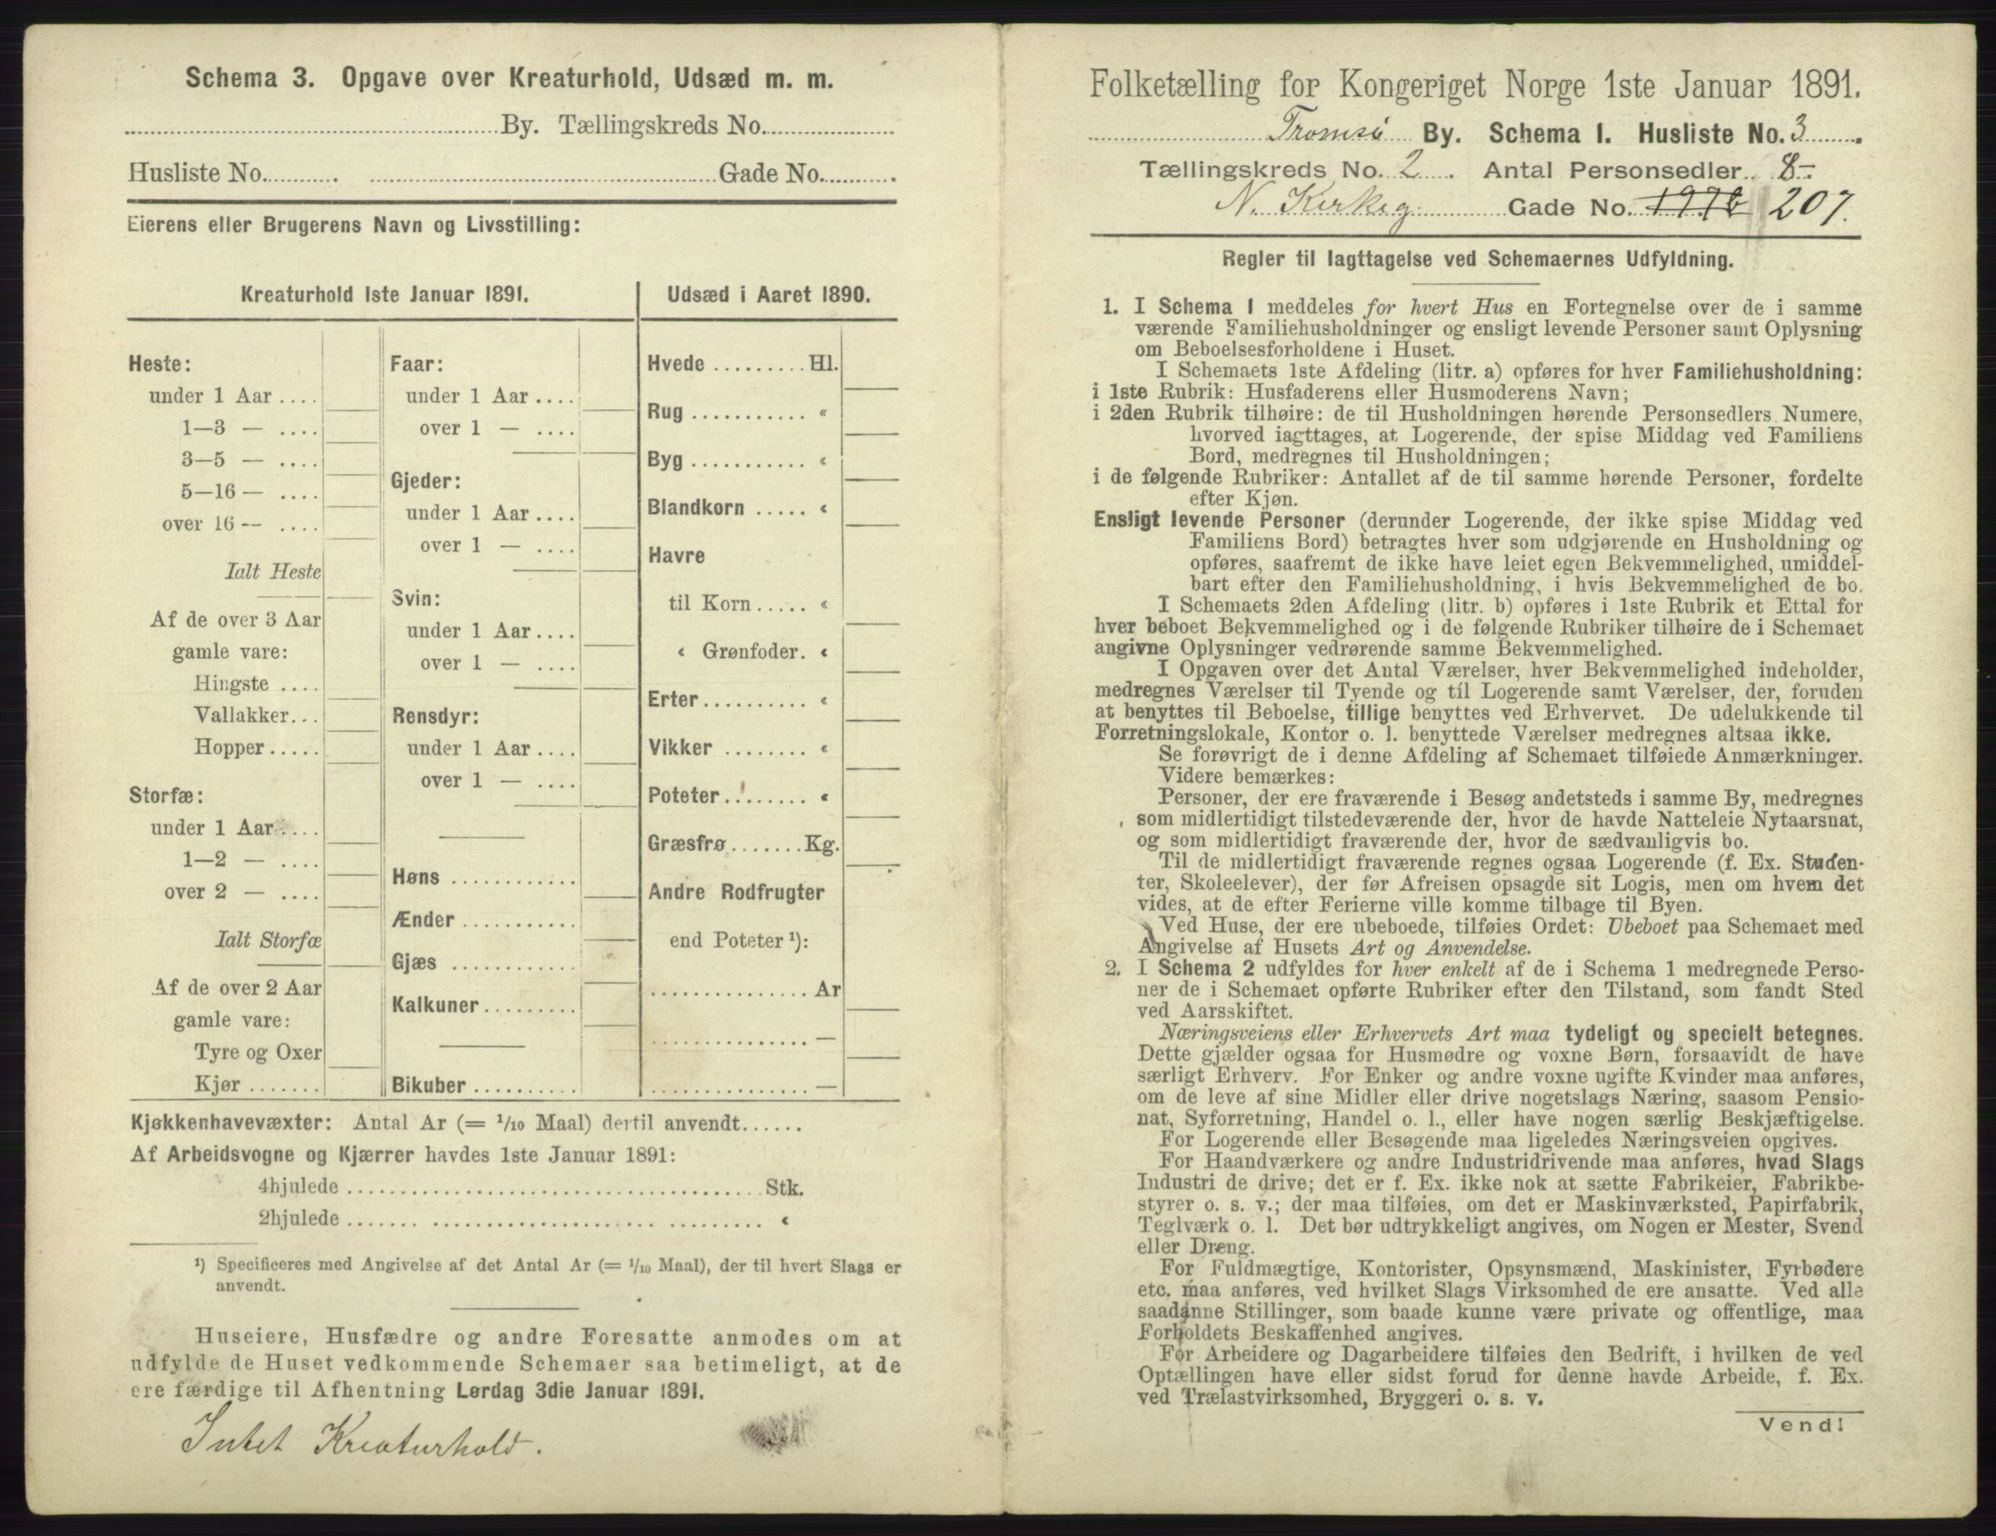 Schema 3. Opgave over Kreaturhold, Udsæd m. m.
By. Tællingskreds No.
Husliste No. Gade No.
Eierens eller Brugerens Navn og Livsstilling:
Kreaturhold 1ste Januar 1891.
Heste:
under 1 Aar ....
1—3 — ....
3—5 — ....
5—16 — ....
over 16 — ....
Ialt Heste
Af de over 3 Aar
gamle vare:
Hingste ....
Vallakker...
Hopper .....
Storfæ:
under 1 Aar ....
1—2 — ....
over 2 — ....
Ialt Storfæ
Af de over 2 Aar
gamle vare:
Tyre og Oxer
Kjør .......
Faar:
under 1 Aar ....
over 1 — ....
Gjeder:
under 1 Aar ....
over 1 — ....
Svin:
under 1 Aar ....
over 1 — ....
Rensdyr:
under 1 Aar ....
over 1 — ....
Høns ............
Ænder ............
Gjæs ............
Kalkuner .........
Bikuber ..........
Udsæd i Aaret 1890.
Hvede ......... Hl.
Rug ........... «
Byg ........... «
Blandkorn ..... «
Havre
til Korn ..... «
« Grønfoder. «
Erter ......... «
Vikker ........ «
Poteter ........ «
Græsfrø ....... Kg.
Andre Rodfrugter
end Poteter ¹):
............... Ar
............... —
............... —
Kjøkkenhavevæxter: Antal Ar (= 1/10 Maal) dertil anvendt......
Af Arbeidsvogne og Kjærrer havdes 1ste Januar 1891:
4hjulede ........ Stk.
2hjulede ........ «
¹) Specificeres med Angivelse af det Antal Ar (= 1/10 Maal), der til hvert Slags er
anvendt.
Huseiere, Husfædre og andre Foresatte anmodes om at
udfylde de Huset vedkommende Schemaer saa betimeligt, at de
ere færdige til Afhentning Lørdag 3die Januar 1891.
Intet Kreaturhold.
Folketælling for Kongeriget Norge 1ste Januar 1891.
Tromsø By. Schema 1. Husliste No. 3.
Tællingskreds No. 2. Antal Personsedler 8-
N. Kirkeg Gade No. 207.
Regler til Iagttagelse ved Schemaernes Udfyldning.
1. I Schema 1 meddeles for hvert Hus en Fortegnelse over de i samme
værende Familiehusholdninger og ensligt levende Personer samt Oplysning
om Beboelsesforholdene i Huset.
I Schemaets 1ste Afdeling (litr. a) opføres for hver Familiehusholdning:
i 1ste Rubrik: Husfaderens eller Husmoderens Navn;
i 2den Rubrik tilhøire: de til Husholdningen hørende Personsedlers Numere,
hvorved iagttages, at Logerende, der spise Middag ved Familiens
Bord, medregnes til Husholdningen;
i de følgende Rubriker: Antallet af de til samme hørende Personer, fordelte
efter Kjøn.
Ensligt levende Personer (derunder Logerende, der ikke spise Middag ved
Familiens Bord) betragtes hver som udgjørende en Husholdning og
opføres, saafremt de ikke have leiet egen Bekvemmelighed, umiddel-
bart efter den Familiehusholdning, i hvis Bekvemmelighed de bo.
I Schemaets 2den Afdeling (litr. b) opføres i 1ste Rubrik et Ettal for
hver beboet Bekvemmelighed og i de følgende Rubriker tilhøire de i Schemaet
angivne Oplysninger vedrørende samme Bekvemmelighed.
I Opgaven over det Antal Værelser, hver Bekvemmelighed indeholder,
medregnes Værelser til Tyende og til Logerende samt Værelser, der, foruden
at benyttes til Beboelse, tillige benyttes ved Erhvervet. De udelukkende til
Forretningslokale, Kontor o. l. benyttede Værelser medregnes altsaa ikke.
Se forøvrigt de i denne Afdeling af Schemaet tilføiede Anmærkninger.
Videre bemærkes:
Personer, der ere fraværende i Besøg andetsteds i samme By, medregnes
som midlertidigt tilstedeværende der, hvor de havde Natteleie Nytaarsnat,
og som midlertidigt fraværende der, hvor de sædvanligvis bo.
Til de midlertidigt fraværende regnes ogsaa Logerende (f. Ex. Studen-
ter, Skoleelever), der før Afreisen opsagde sit Logis, men om hvem det
vides, at de efter Ferierne ville komme tilbage til Byen.
Ved Huse, der ere ubeboede, tilføies Ordet: Ubeboet paa Schemaet med
Angivelse af Husets Art og Anvendelse.
2. I Schema 2 udfyldes for hver enkelt af de i Schema 1 medregnede Perso-
ner de i Schemaet opførte Rubriker efter den Tilstand, som fandt Sted
ved Aarsskiftet.
Næringsveiens eller Erhvervets Art maa tydeligt og specielt betegnes.
Dette gjælder ogsaa for Husmødre og voxne Børn, forsaavidt de have
særligt Erhverv. For Enker og andre voxne ugifte Kvinder maa anføres,
om de leve af sine Midler eller drive nogetslags Næring, saasom Pensio-
nat, Syforretning, Handel o. l., eller have nogen særlig Beskjæftigelse.
For Logerende eller Besøgende maa ligeledes Næringsveien opgives.
For Haandværkere og andre Industridrivende maa anføres, hvad Slags
Industri de drive; det er f. Ex. ikke nok at sætte Fabrikeier, Fabrikbe-
styrer o. s. v.; der maa tilføies, om det er Maskinværksted, Papirfabrik,
Teglværk o. l. Det bør udtrykkeligt angives, om Nogen er Mester, Svend
eller Dreng.
For Fuldmægtige, Kontorister, Opsynsmænd, Maskinister, Fyrbødere
etc. maa anføres, ved hvilket Slags Virksomhed de ere ansatte. Ved alle
saadanne Stillinger, som baade kunne være private og offentlige, maa
Forholdets Beskaffenhed angives.
For Arbeidere og Dagarbeidere tilføies den Bedrift, i hvilken de ved
Optællingen have eller sidst forud for denne havde Arbeide, f. Ex.
ved Trælastvirksomhed, Bryggeri o. s. v.
Vend!